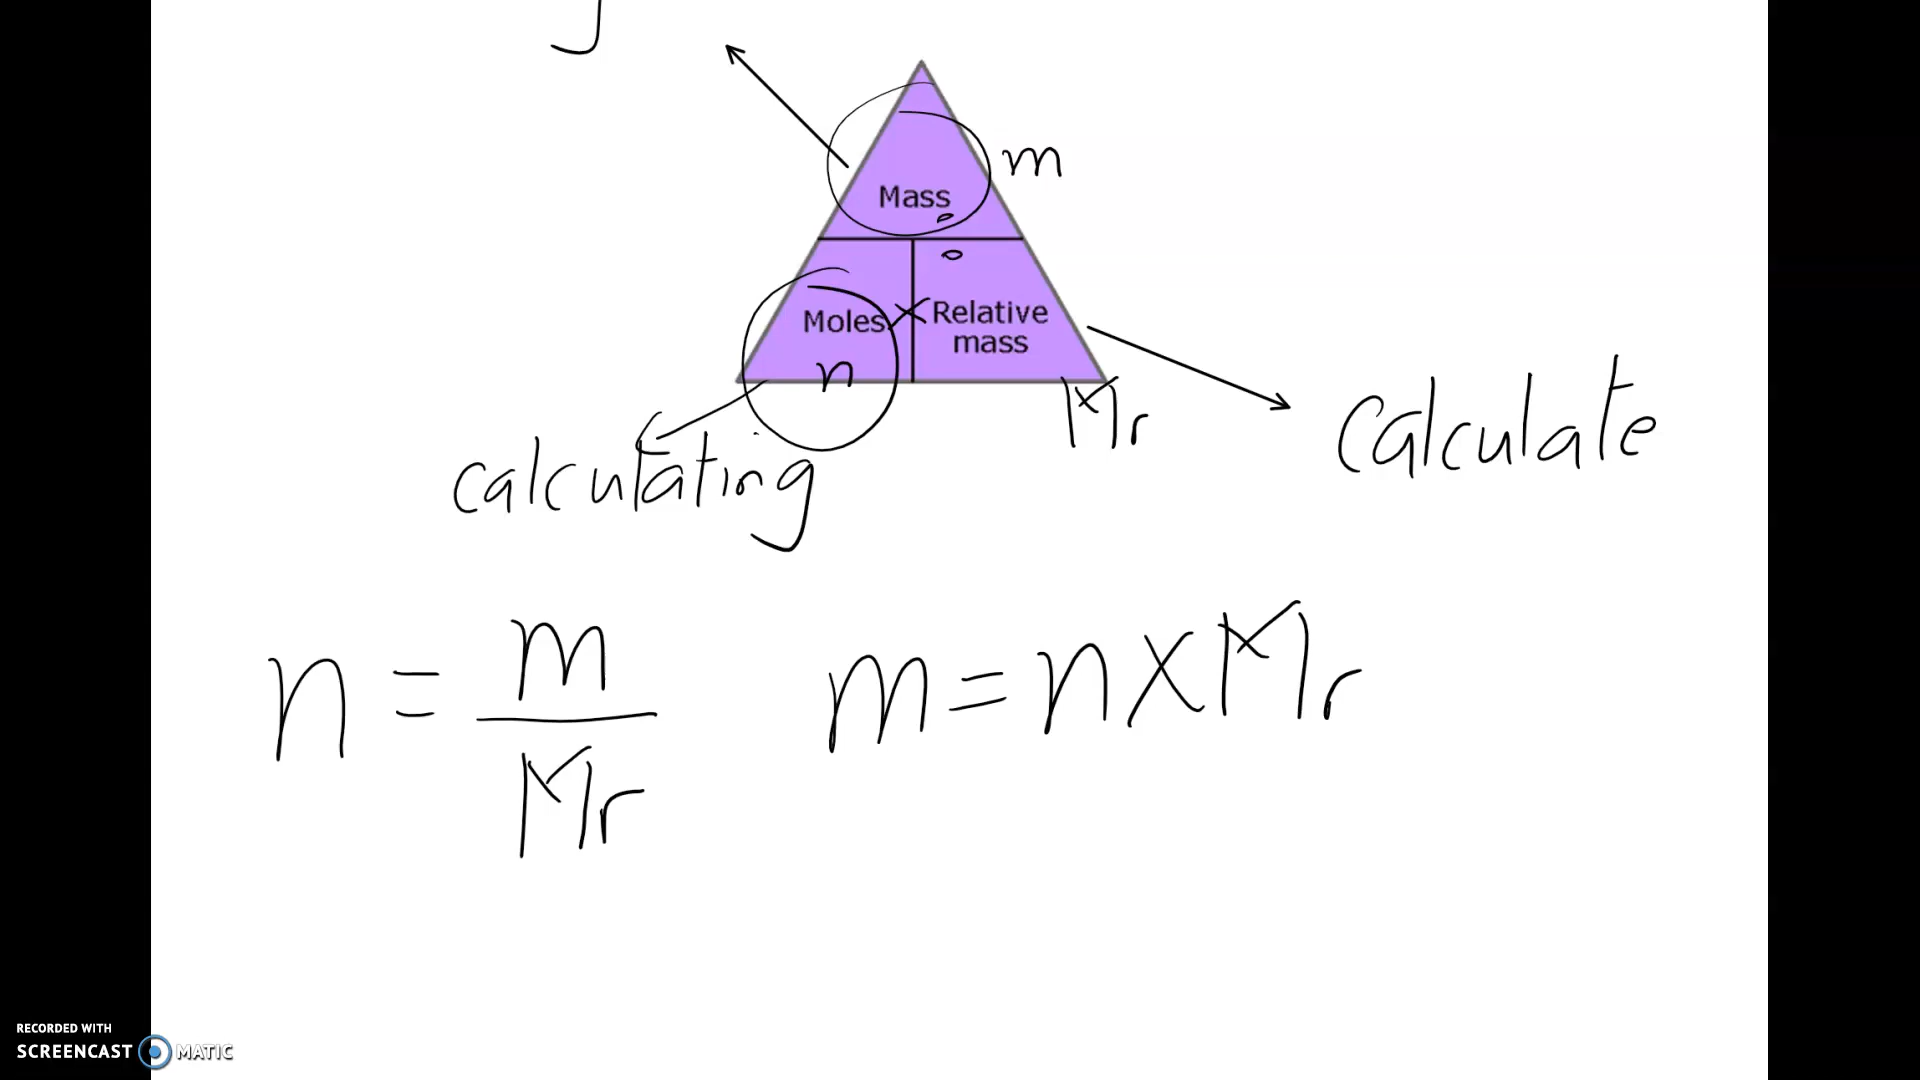 g
Mass
m
Moles × Relative
mass
n
Mr
calculating
calculate
n = m
Mr
m = n x Mr
RECORDED WITH
SCREENCAST MATIC